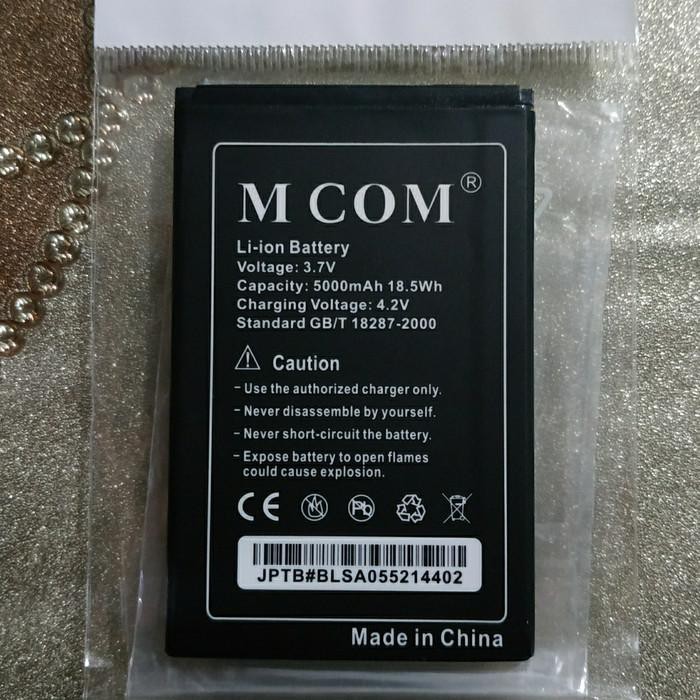 M COM®
Li-ion Battery
Voltage: 3.7V
Capacity: 5000mAh 18.5Wh
Charging Voltage: 4.2V
Standard GB/T 18287-2000
Caution
- Use the authorized charger only.
- Never disassemble by yourself.
- Never short-circuit the battery.
- Expose battery to open flames
could cause explosion.
CE Pb
JPTB#BLSA055214402
Made in China